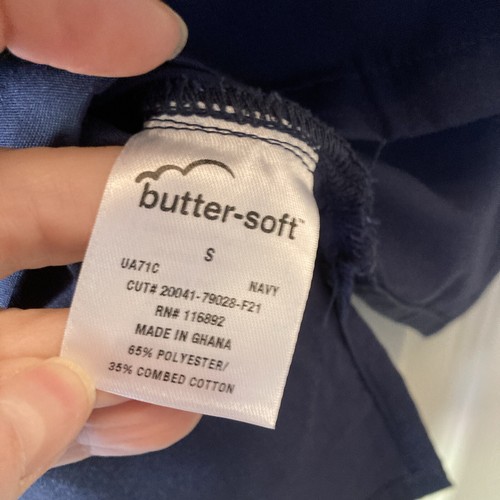 butter-soft™
S
UA71C NAVY
CUT# 20041-79028-F21
RN# 116892
MADE IN GHANA
65% POLYESTER/
35% COMBED COTTON